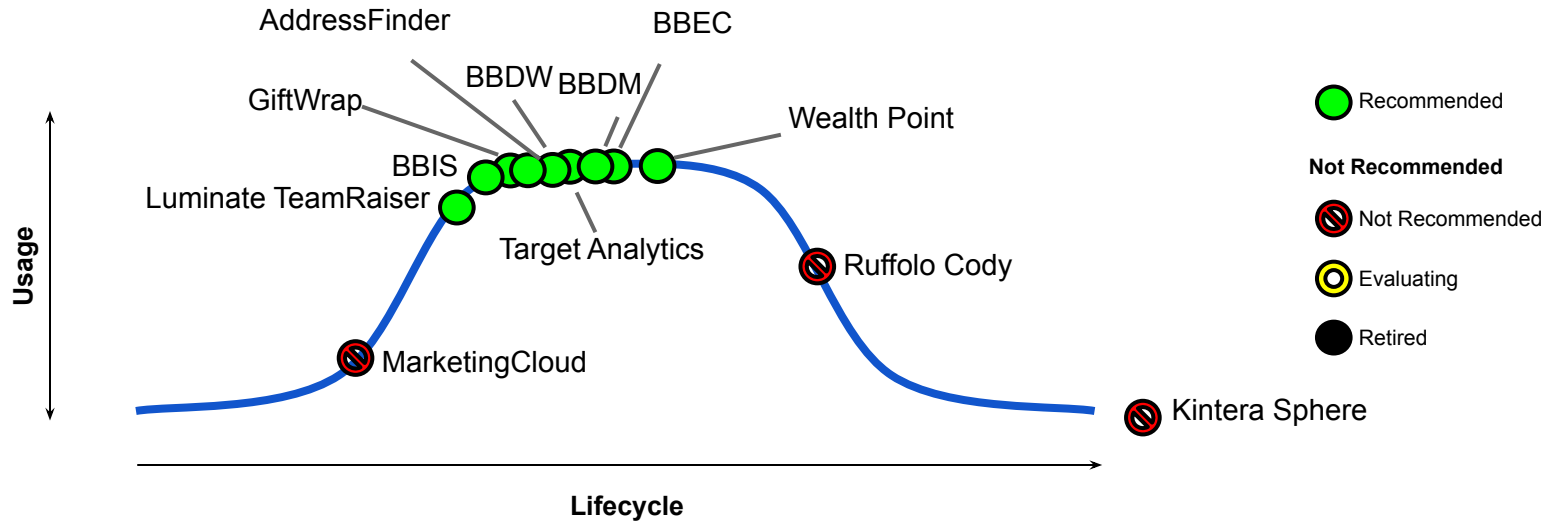 AddressFinder
BBEC
BBDW
BBDM
GiftWrap
Wealth Point
BBIS
Luminate TeamRaiser
Target Analytics
Ruffolo Cody
MarketingCloud
Kintera Sphere
Usage
Lifecycle
Recommended
Not Recommended
Not Recommended
Evaluating
Retired